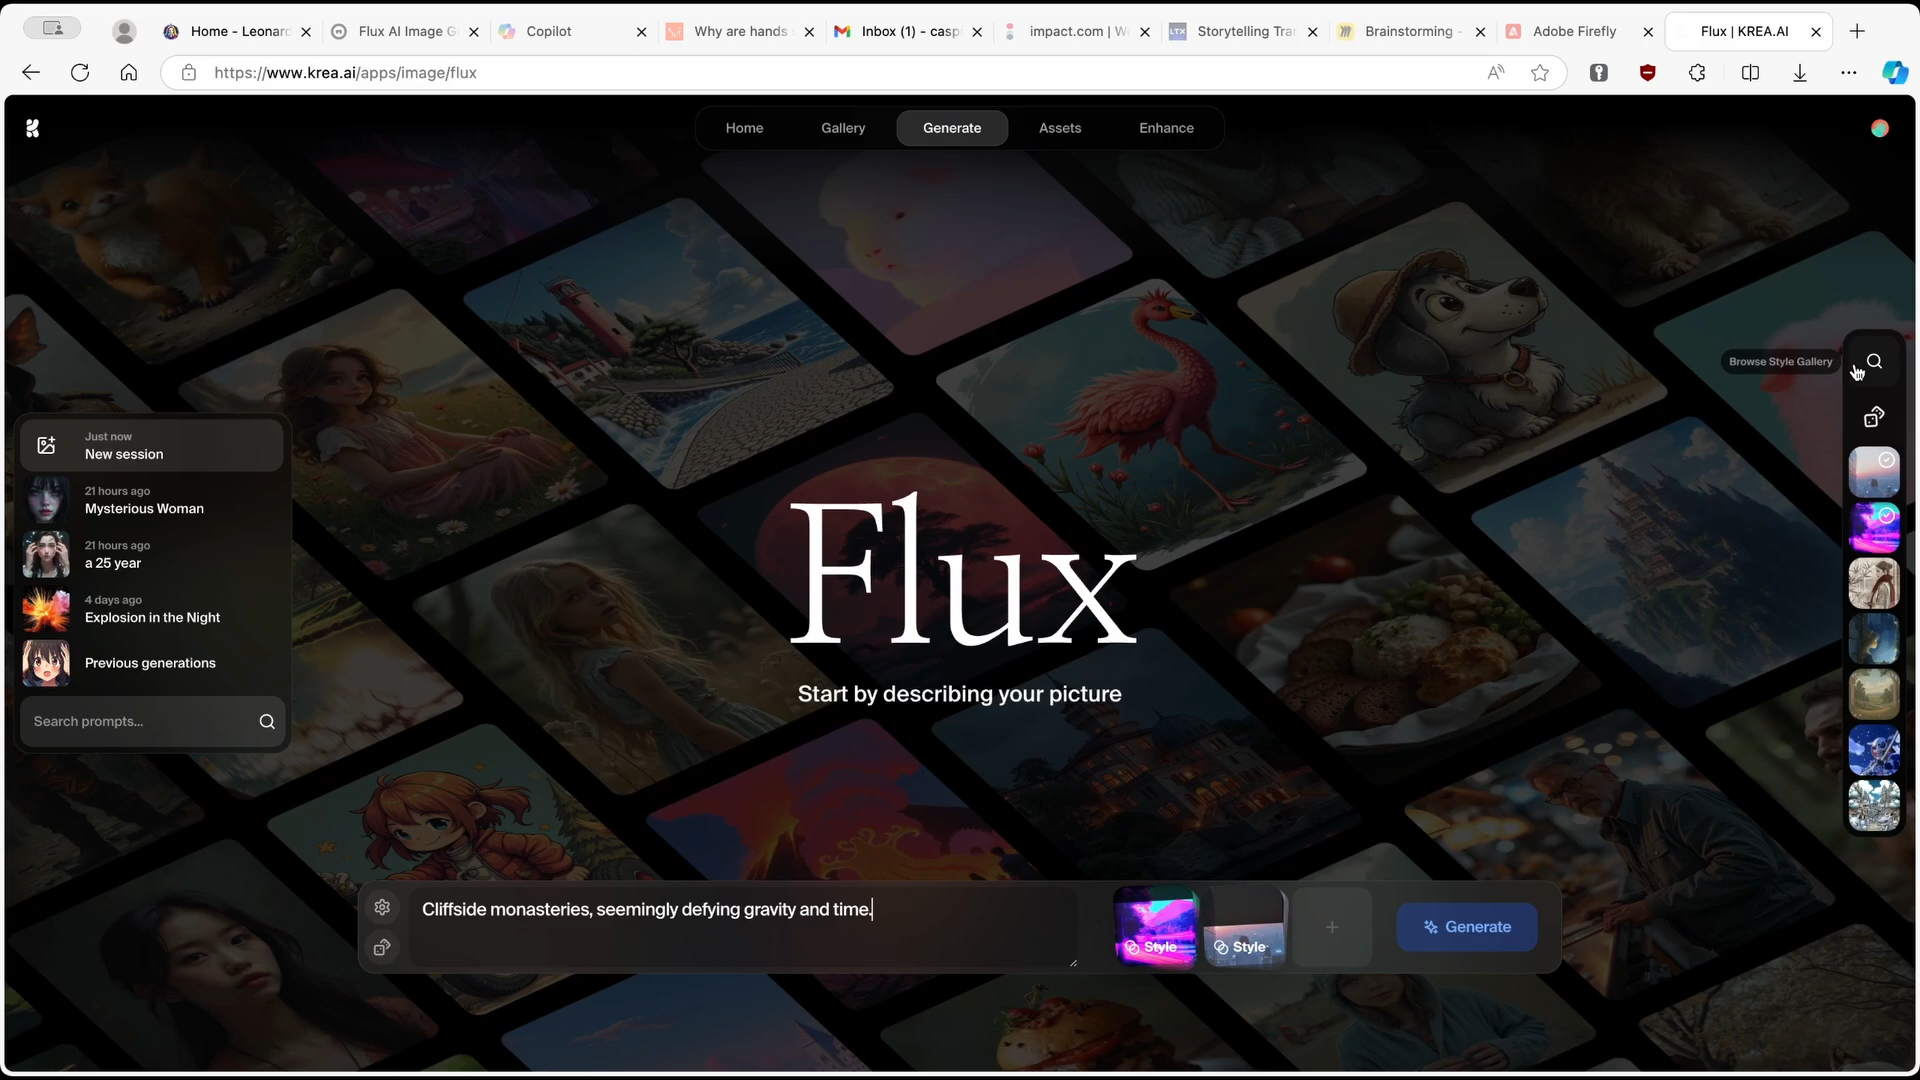 Home - Leonard
Flux AI Image G
Copilot
Why are hands s
Inbox (1) - casp
impact.com | W
Storytelling Tra
Brainstorming -
Adobe Firefly
Flux | KREA.AI
https://www.krea.ai/apps/image/flux
Home
Gallery
Generate
Assets
Enhance
Browse Style Gallery
Just now
New session
21 hours ago
Mysterious Woman
21 hours ago
a 25 year
4 days ago
Explosion in the Night
Previous generations
Search prompts...
Flux
Start by describing your picture
Cliffside monasteries, seemingly defying gravity and time.
Style
Style
Generate